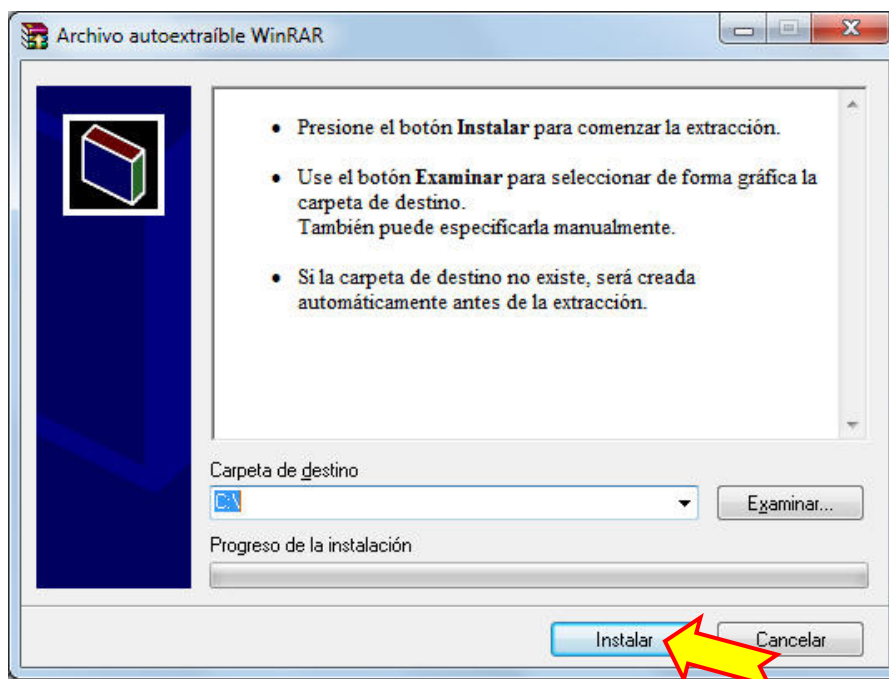 Archivo autoextraíble WinRAR
• Presione el botón Instalar para comenzar la extracción.
• Use el botón Examinar para seleccionar de forma gráfica la
carpeta de destino.
También puede especificarla manualmente.
• Si la carpeta de destino no existe, será creada
automáticamente antes de la extracción.
Carpeta de destino
C:\
Examinar...
Progreso de la instalación
Instalar
Cancelar